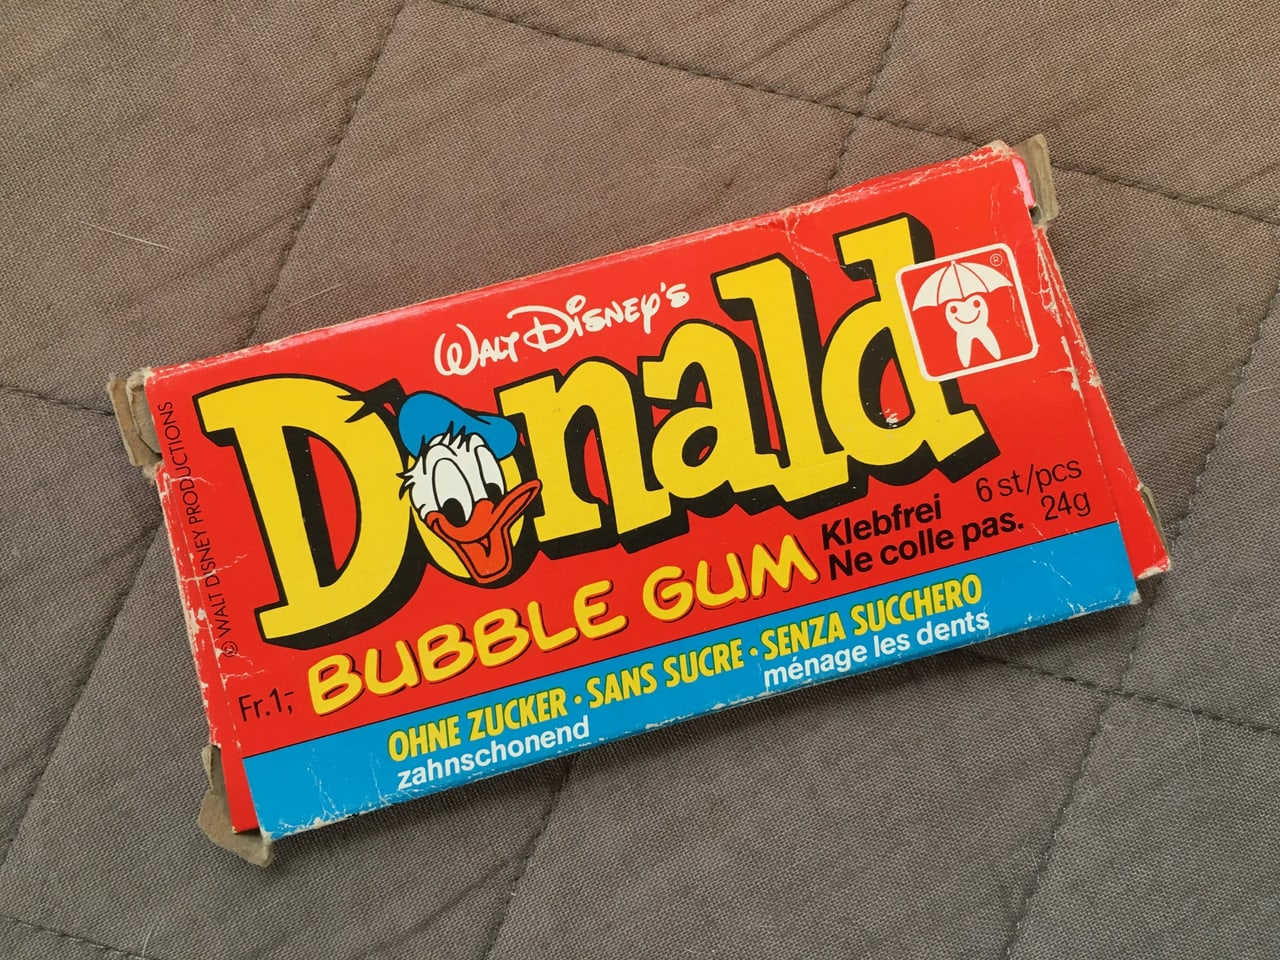 Walt Disney's
Donald
®
© WALT DISNEY PRODUCTIONS
BUBBLE GUM
Klebfrei
Ne colle pas.
6 st/pcs
24g
Fr.1,-
OHNE ZUCKER · SANS SUCRE · SENZA SUCCHERO
zahnschonend
ménage les dents